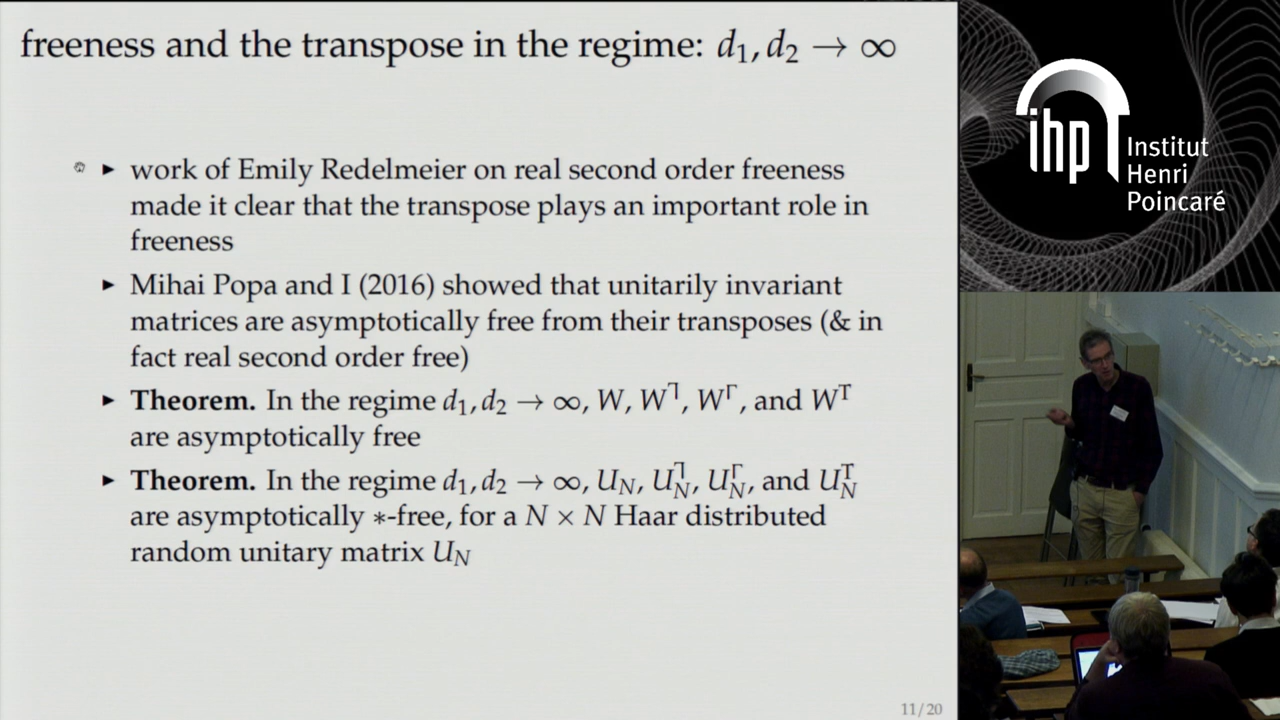 freeness and the transpose in the regime: d₁, d₂ → ∞
▶ work of Emily Redelmeier on real second order freeness
made it clear that the transpose plays an important role in
freeness
▶ Mihai Popa and I (2016) showed that unitarily invariant
matrices are asymptotically free from their transposes (& in
fact real second order free)
▶ Theorem. In the regime d₁, d₂ → ∞, W, W^ꓶ, W^Γ, and W^T
are asymptotically free
▶ Theorem. In the regime d₁, d₂ → ∞, U_N, U_N^ꓶ, U_N^Γ, and U_N^T
are asymptotically ∗-free, for a N × N Haar distributed
random unitary matrix U_N
11/20
ihp
Institut
Henri
Poincaré